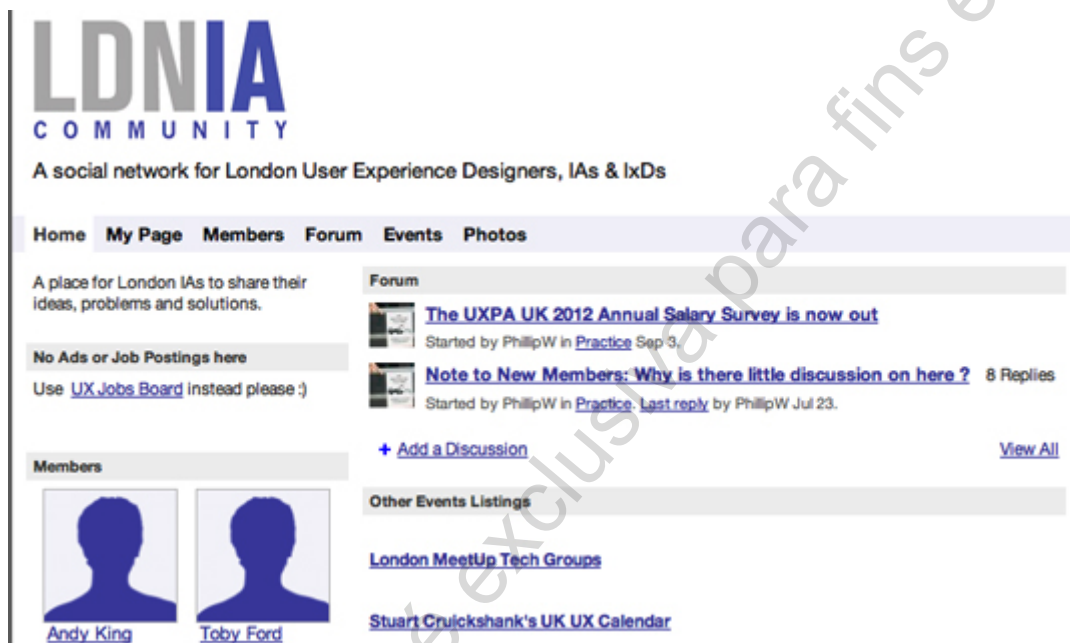 LDNIA
COMMUNITY
A social network for London User Experience Designers, IAs & IxDs
Home My Page Members Forum Events Photos
A place for London IAs to share their
ideas, problems and solutions.
No Ads or Job Postings here
Use UX Jobs Board instead please :)
Members
Andy King Toby Ford
Forum
The UXPA UK 2012 Annual Salary Survey is now out
Started by PhillipW in Practice Sep 3.
Note to New Members: Why is there little discussion on here ? 8 Replies
Started by PhillipW in Practice. Last reply by PhillipW Jul 23.
+ Add a Discussion View All
Other Events Listings
London MeetUp Tech Groups
Stuart Cruickshank's UK UX Calendar
exclusiva para fins